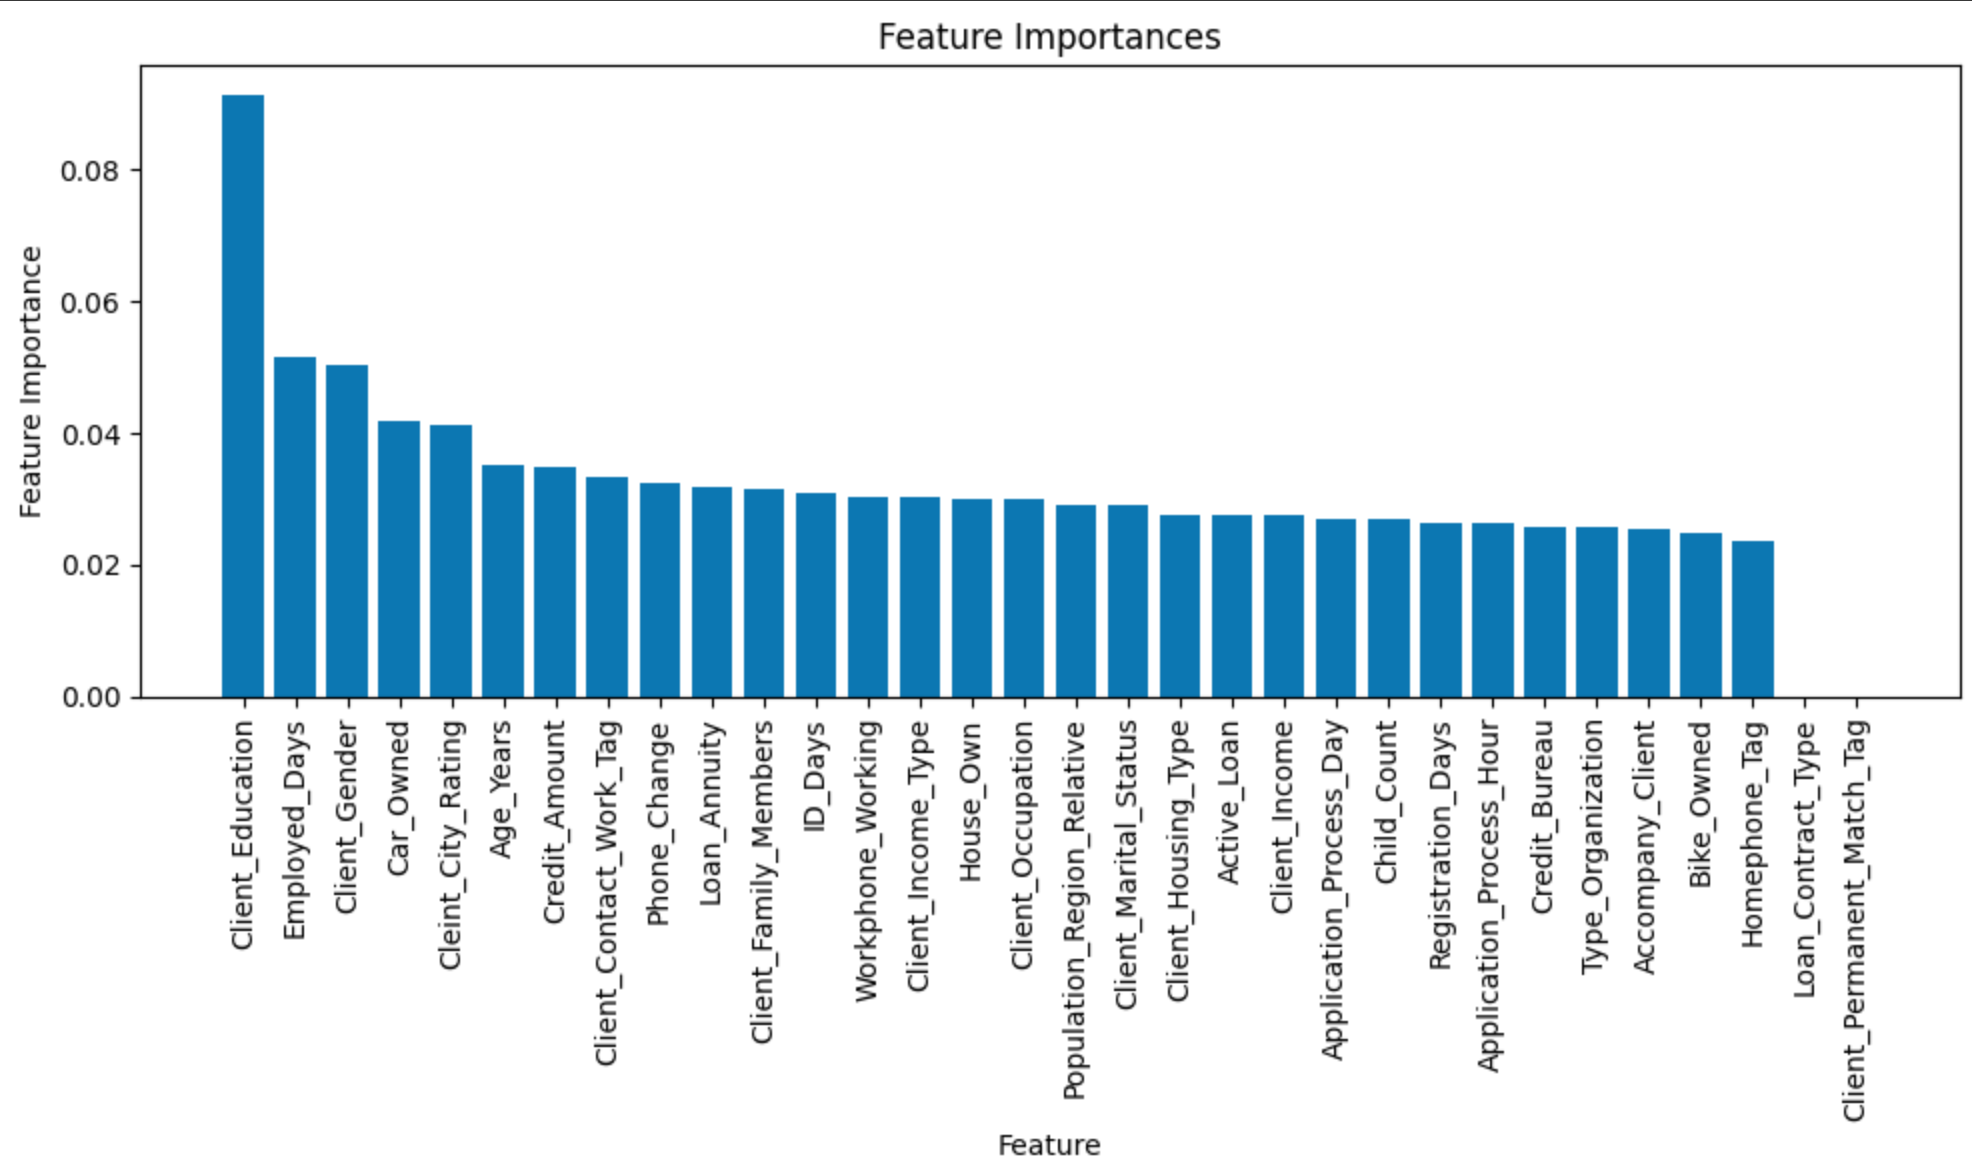 Feature Importances
Feature Importance
0.08
0.06
0.04
0.02
0.00
Client_Education
Employed_Days
Client_Gender
Car_Owned
Cleint_City_Rating
Age_Years
Credit_Amount
Client_Contact_Work_Tag
Phone_Change
Loan_Annuity
Client_Family_Members
ID_Days
Workphone_Working
Client_Income_Type
House_Own
Client_Occupation
Population_Region_Relative
Client_Marital_Status
Client_Housing_Type
Active_Loan
Client_Income
Application_Process_Day
Child_Count
Registration_Days
Application_Process_Hour
Credit_Bureau
Type_Organization
Accompany_Client
Bike_Owned
Homephone_Tag
Loan_Contract_Type
Client_Permanent_Match_Tag
Feature